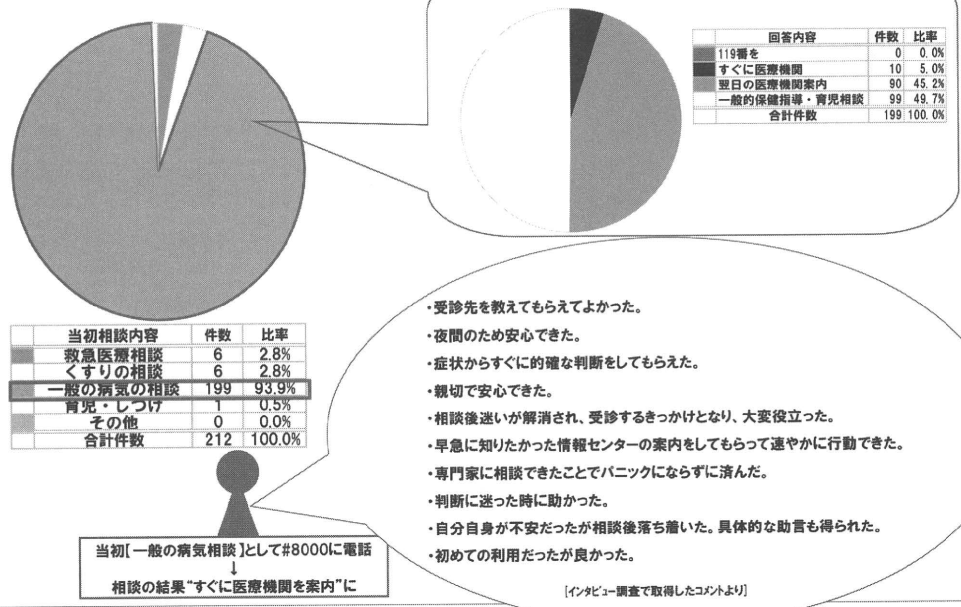 回答内容 件数 比率
119番を 0 0.0%
すぐに医療機関 10 5.0%
翌日の医療機関案内 90 45.2%
一般的保健指導・育児相談 99 49.7%
合計件数 199 100.0%
当初相談内容 件数 比率
救急医療相談 6 2.8%
くすりの相談 6 2.8%
一般の病気の相談 199 93.9%
育児・しつけ 1 0.5%
その他 0 0.0%
合計件数 212 100.0%
・受診先を教えてもらえてよかった。
・夜間のため安心できた。
・症状からすぐに的確な判断をしてもらえた。
・親切で安心できた。
・相談後迷いが解消され、受診するきっかけとなり、大変役立った。
・早急に知りたかった情報センターの案内をしてもらって速やかに行動できた。
・専門家に相談できたことでパニックにならずに済んだ。
・判断に迷った時に助かった。
・自分自身が不安だったが相談後落ち着いた。具体的な助言も得られた。
・初めての利用だったが良かった。
[インタビュー調査で取得したコメントより]
当初[一般の病気相談]として#8000に電話
↓
相談の結果“すぐに医療機関を案内”に